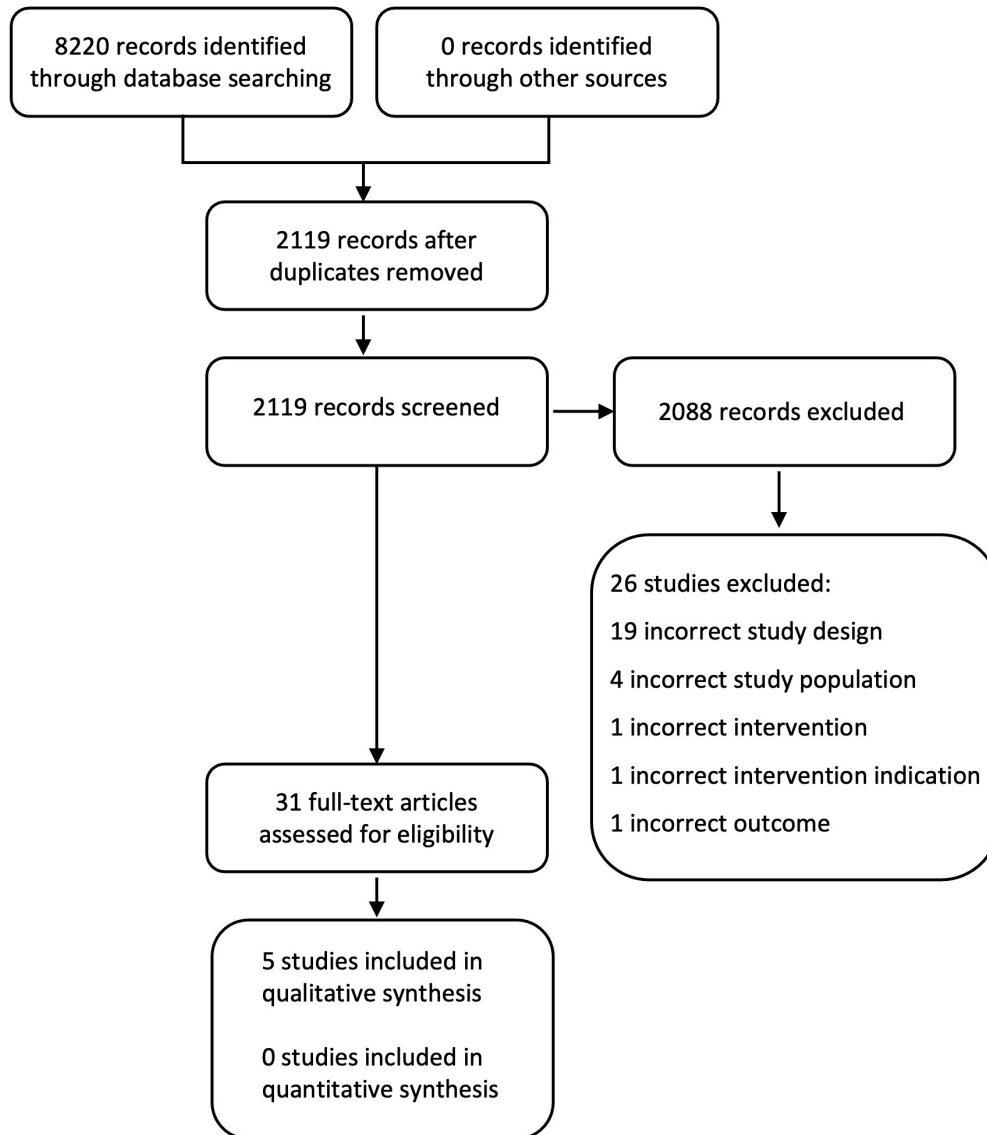 8220 records identified
through database searching
0 records identified
through other sources
2119 records after
duplicates removed
2119 records screened
2088 records excluded
26 studies excluded:
19 incorrect study design
4 incorrect study population
1 incorrect intervention
1 incorrect intervention indication
1 incorrect outcome
31 full-text articles
assessed for eligibility
5 studies included in
qualitative synthesis
0 studies included in
quantitative synthesis